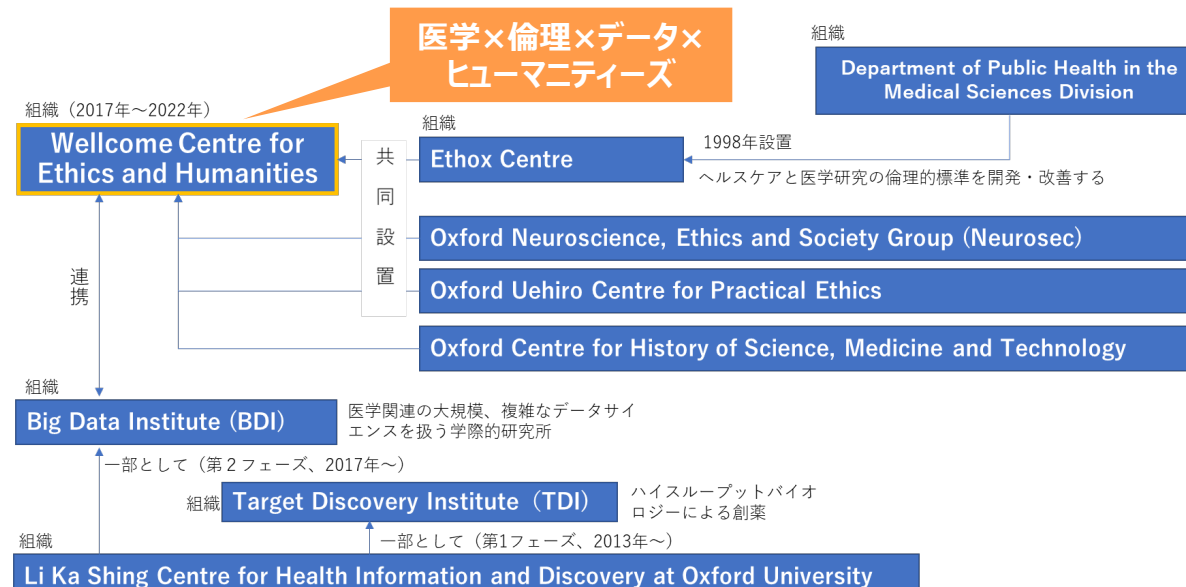 医学×倫理×データ×
ヒューマニティーズ
組織
Department of Public Health in the
Medical Sciences Division
組織（2017年～2022年）
Wellcome Centre for
Ethics and Humanities
組織
Ethox Centre
1998年設置
ヘルスケアと医学研究の倫理的標準を開発・改善する
共
同
設
置
Oxford Neuroscience, Ethics and Society Group (Neurosec)
Oxford Uehiro Centre for Practical Ethics
Oxford Centre for History of Science, Medicine and Technology
連
携
組織
Big Data Institute (BDI)
医学関連の大規模、複雑なデータサイ
エンスを扱う学際的研究所
一部として（第２フェーズ、2017年～）
組織
Target Discovery Institute（TDI）
ハイスループットバイオ
ロジーによる創薬
組織
一部として（第1フェーズ、2013年～）
Li Ka Shing Centre for Health Information and Discovery at Oxford University